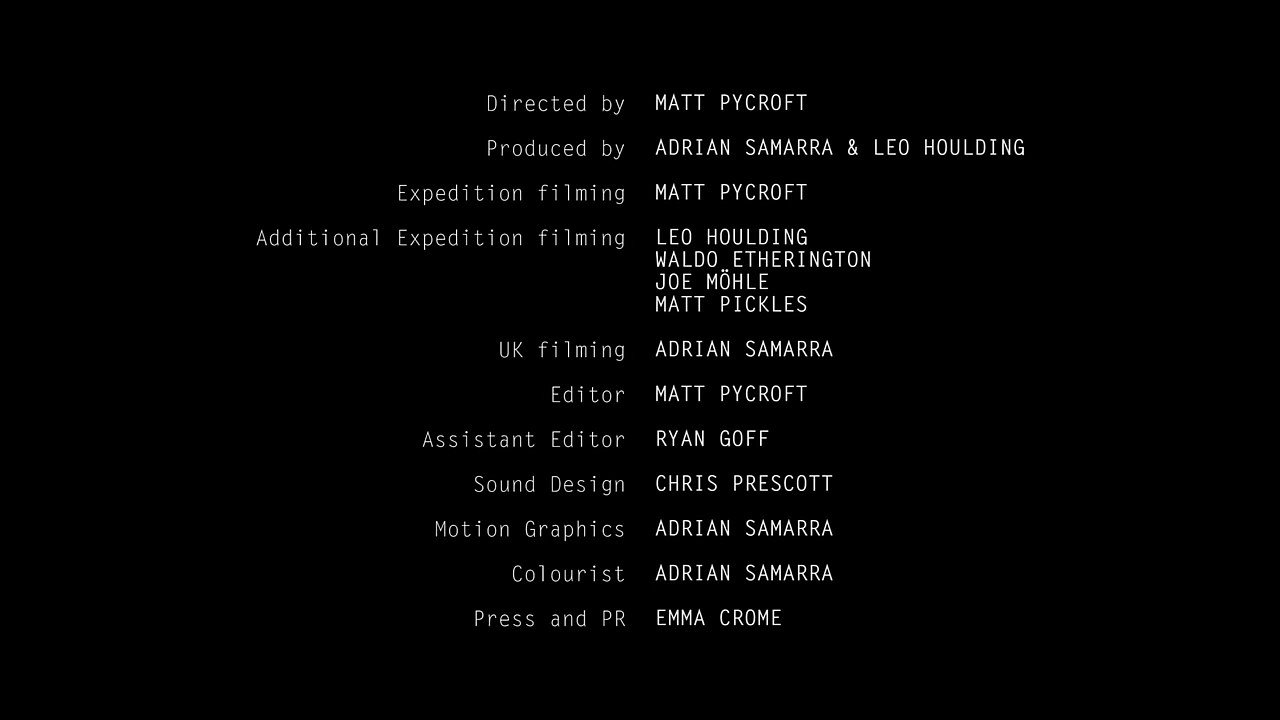 Directed by MATT PYCROFT
Produced by ADRIAN SAMARRA & LEO HOULDING
Expedition filming MATT PYCROFT
Additional Expedition filming LEO HOULDING
WALDO ETHERINGTON
JOE MÖHLE
MATT PICKLES
UK filming ADRIAN SAMARRA
Editor MATT PYCROFT
Assistant Editor RYAN GOFF
Sound Design CHRIS PRESCOTT
Motion Graphics ADRIAN SAMARRA
Colourist ADRIAN SAMARRA
Press and PR EMMA CROME